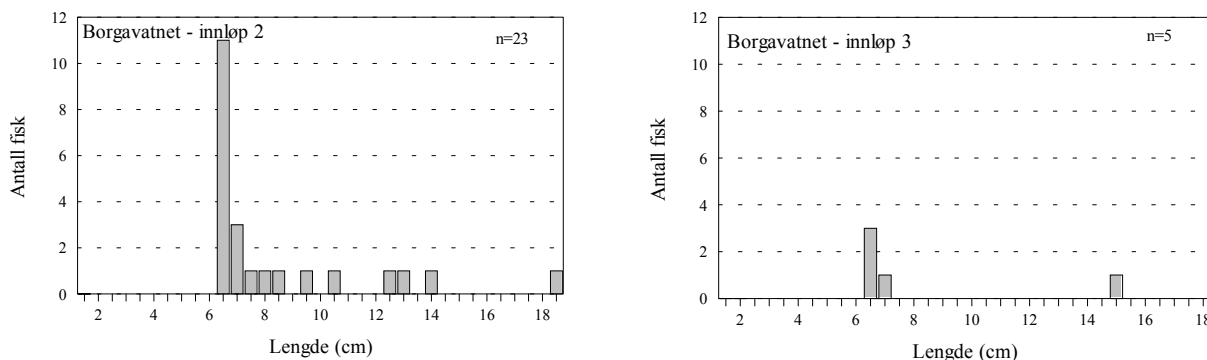 Borgavatnet - innløp 2
n=23
Antall fisk
12
10
8
6
4
2
0
2 4 6 8 10 12 14 16 18
Lengde (cm)
Borgavatnet - innløp 3
n=5
Antall fisk
12
10
8
6
4
2
0
2 4 6 8 10 12 14 16 18
Lengde (cm)